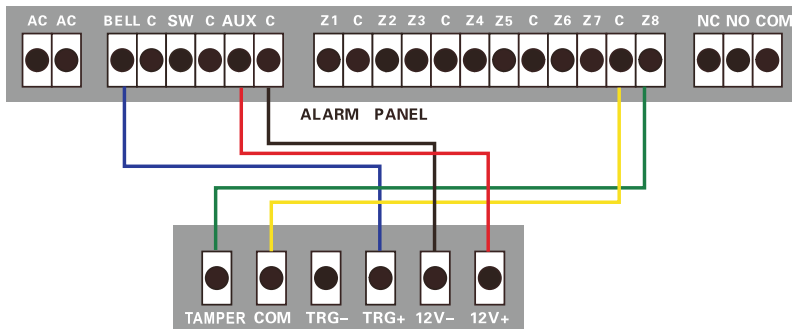 AC AC BELL C SW C AUX C Z1 C Z2 Z3 C Z4 Z5 C Z6 Z7 C Z8 NC NO COM
ALARM PANEL
TAMPER COM TRG– TRG+ 12V– 12V+